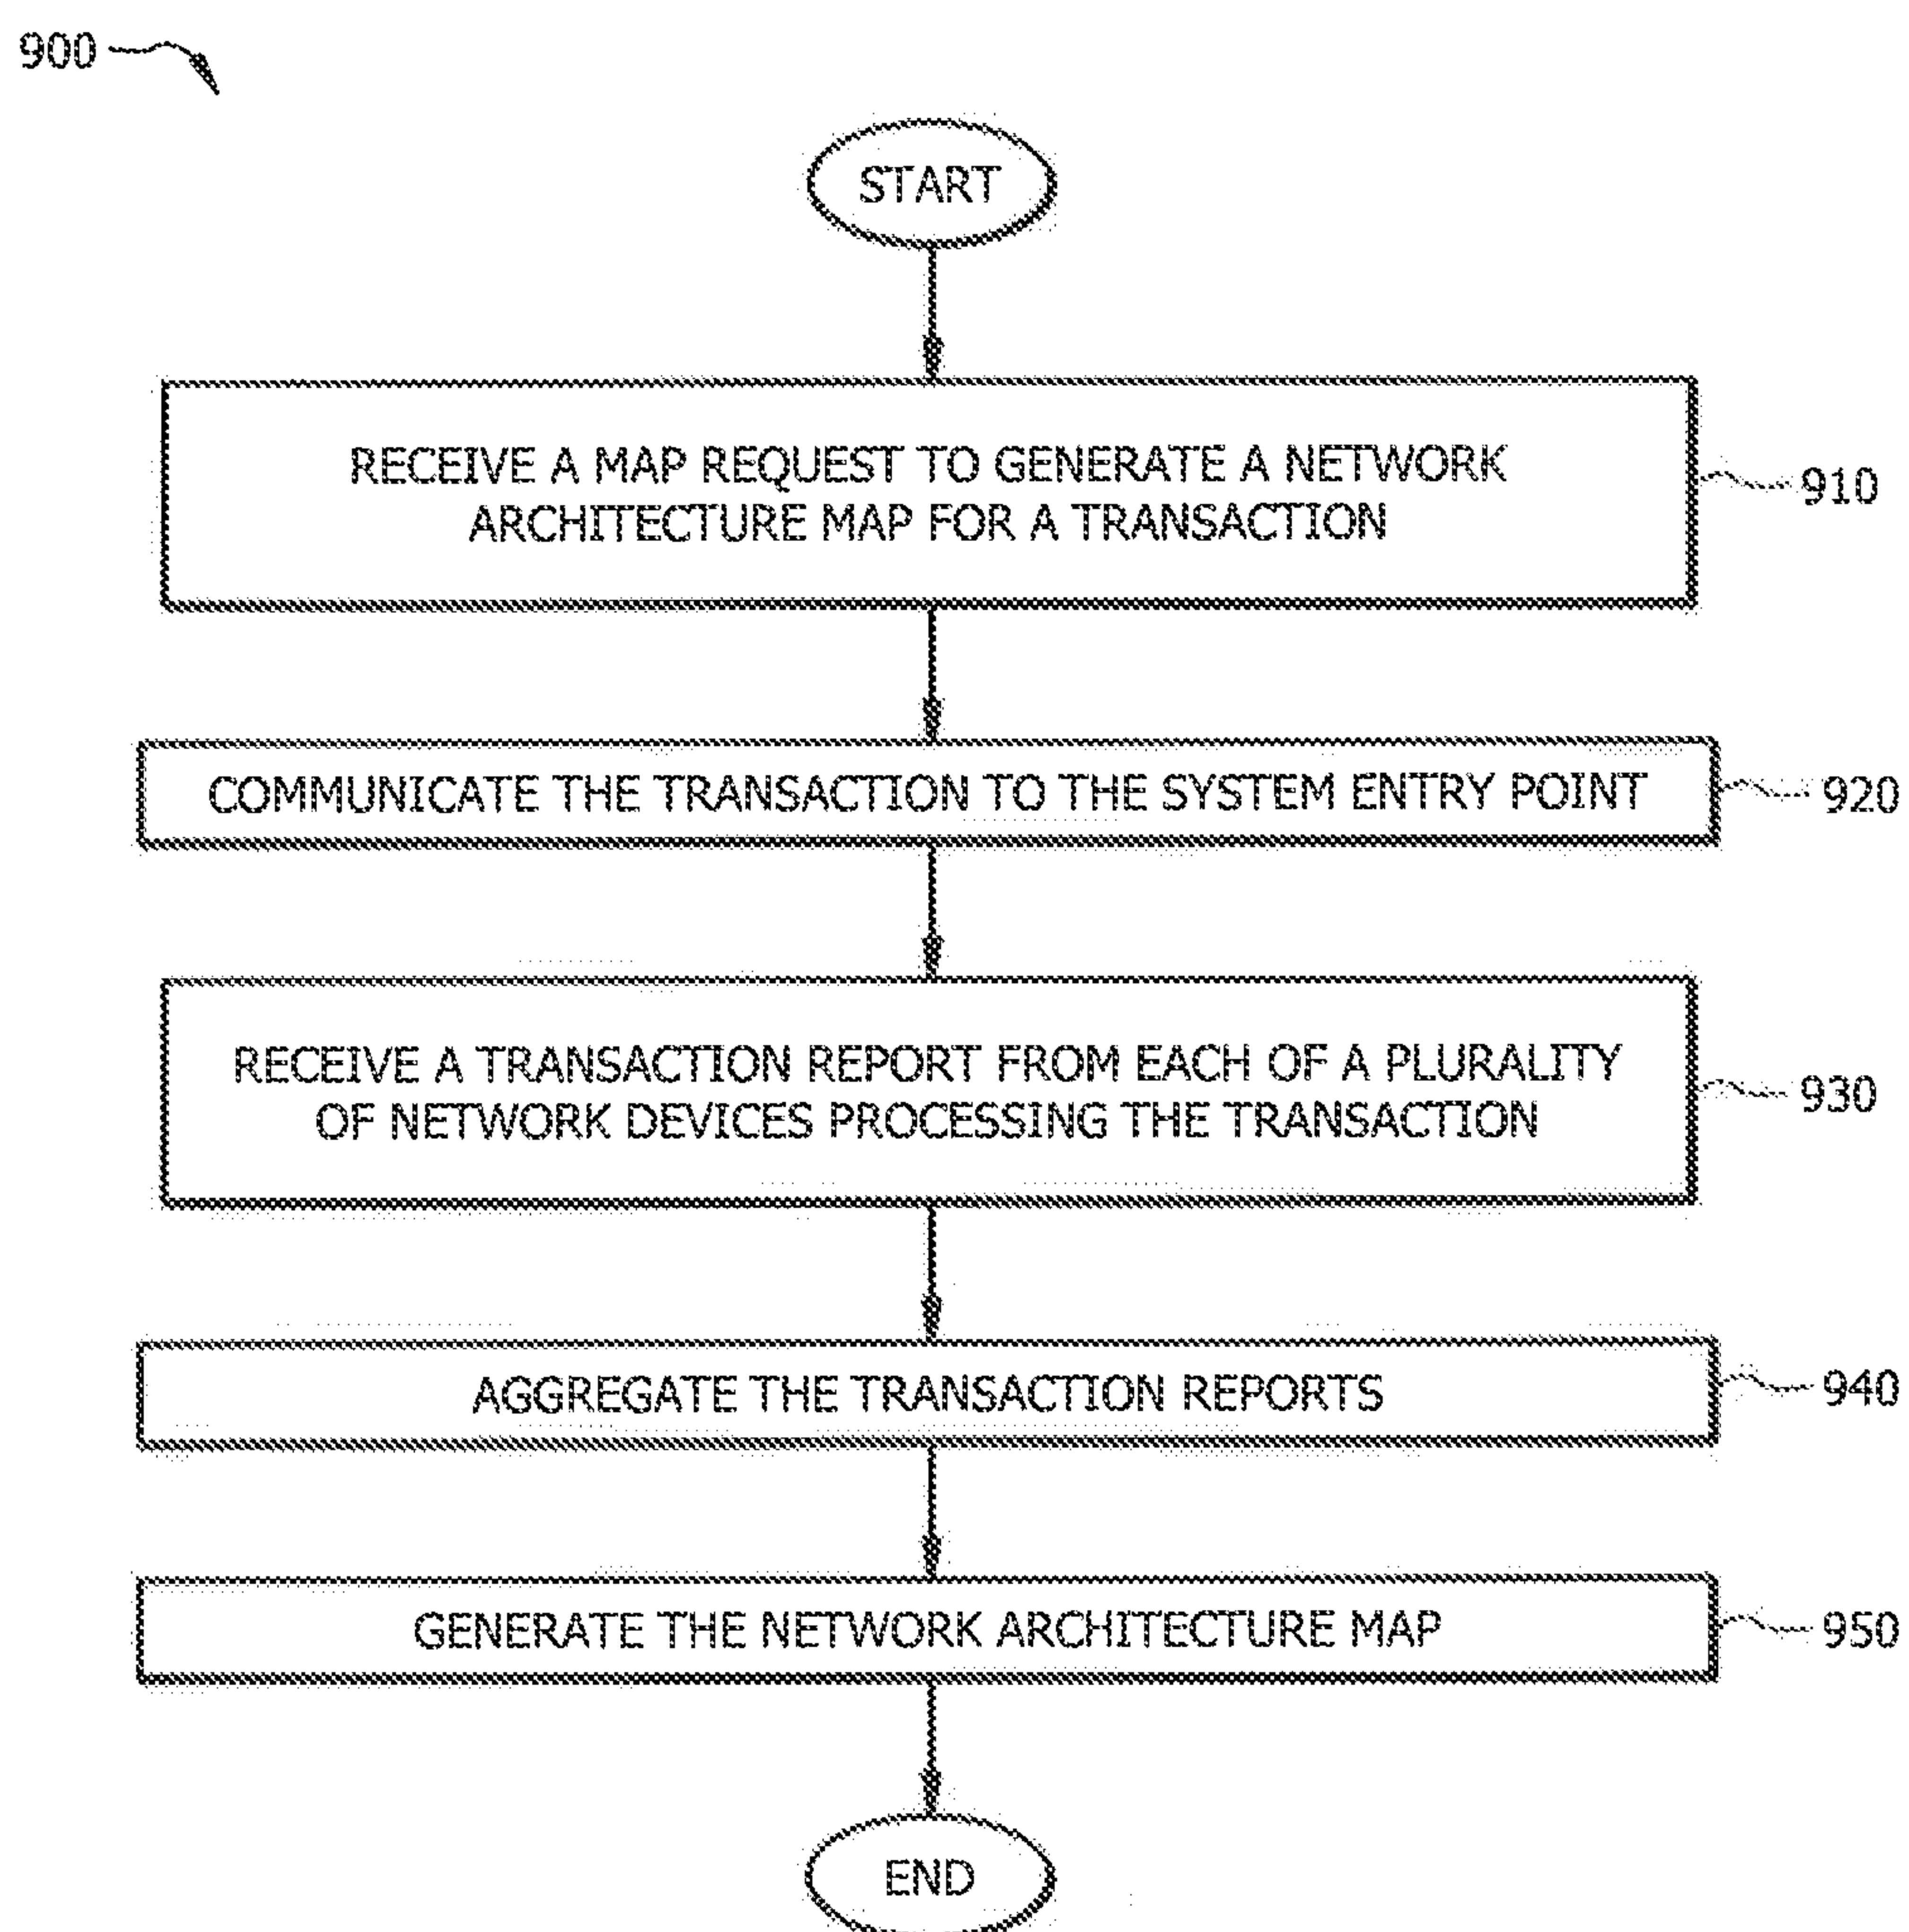 900
START
RECEIVE A MAP REQUEST TO GENERATE A NETWORK
ARCHITECTURE MAP FOR A TRANSACTION
910
COMMUNICATE THE TRANSACTION TO THE SYSTEM ENTRY POINT
920
RECEIVE A TRANSACTION REPORT FROM EACH OF A PLURALITY
OF NETWORK DEVICES PROCESSING THE TRANSACTION
930
AGGREGATE THE TRANSACTION REPORTS
940
GENERATE THE NETWORK ARCHITECTURE MAP
950
END